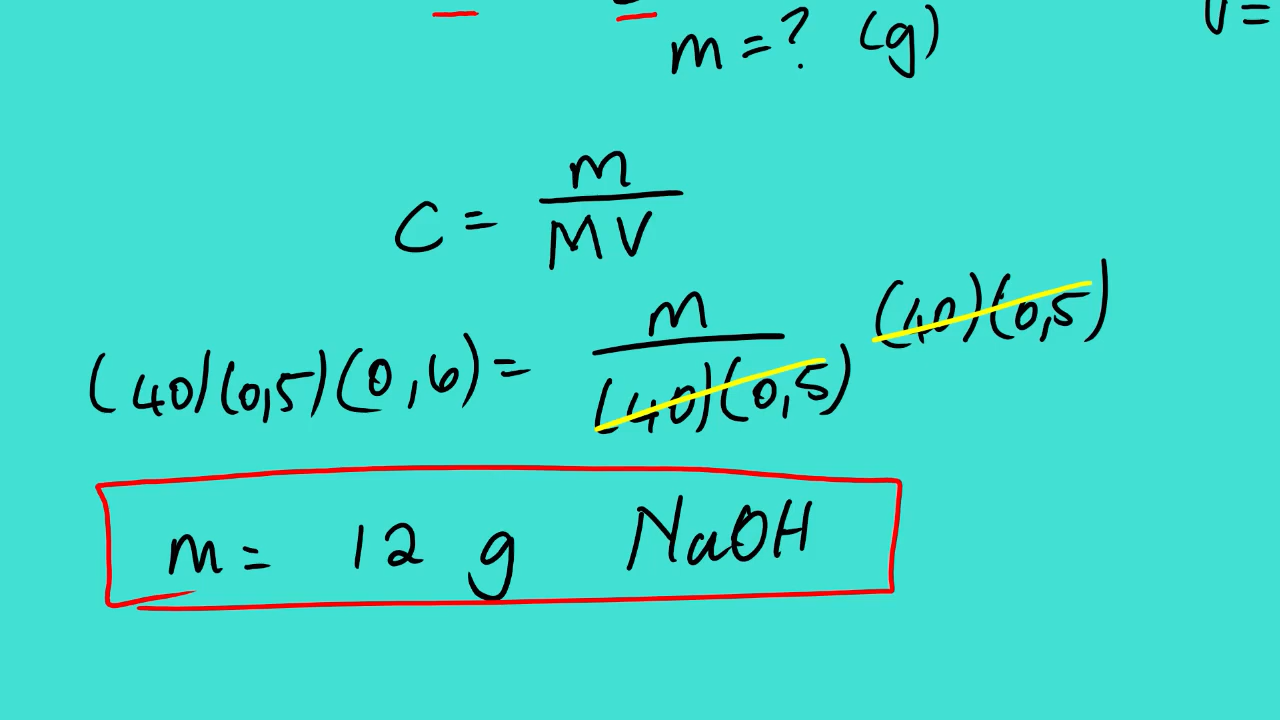 m = ? (g) V =
C = m / MV
(40)(0,5)(0,6) = m / (40)(0,5) (40)(0,5)
m = 12 g NaOH